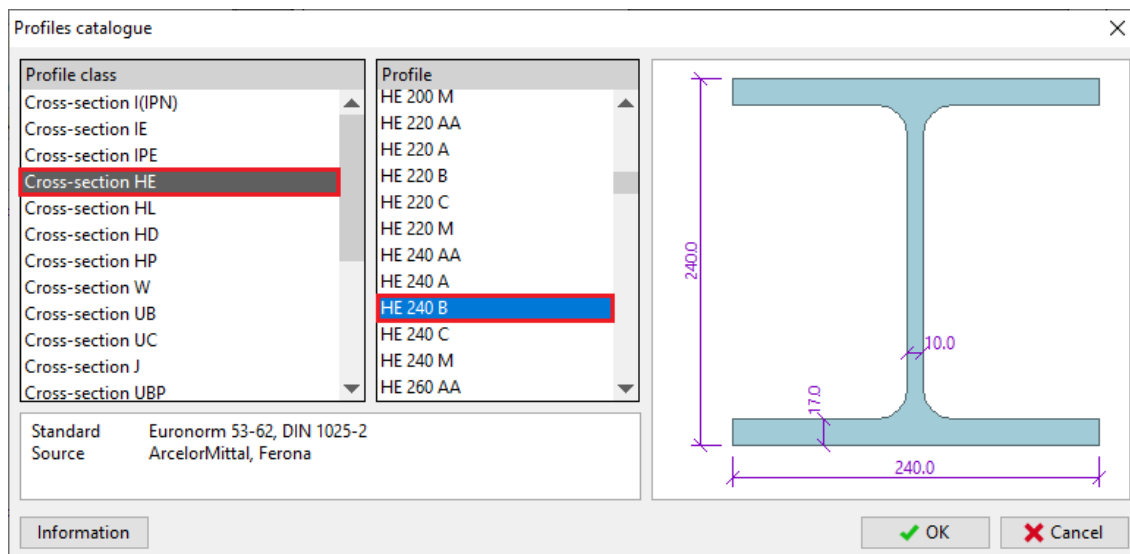 Profiles catalogue
Profile class
Cross-section I(IPN)
Cross-section IE
Cross-section IPE
Cross-section HE
Cross-section HL
Cross-section HD
Cross-section HP
Cross-section W
Cross-section UB
Cross-section UC
Cross-section J
Cross-section UBP
Profile
HE 200 M
HE 220 AA
HE 220 A
HE 220 B
HE 220 C
HE 220 M
HE 240 AA
HE 240 A
HE 240 B
HE 240 C
HE 240 M
HE 260 AA
240.0
10.0
17.0
240.0
Standard Euronorm 53-62, DIN 1025-2
Source ArcelorMittal, Ferona
Information
OK
Cancel